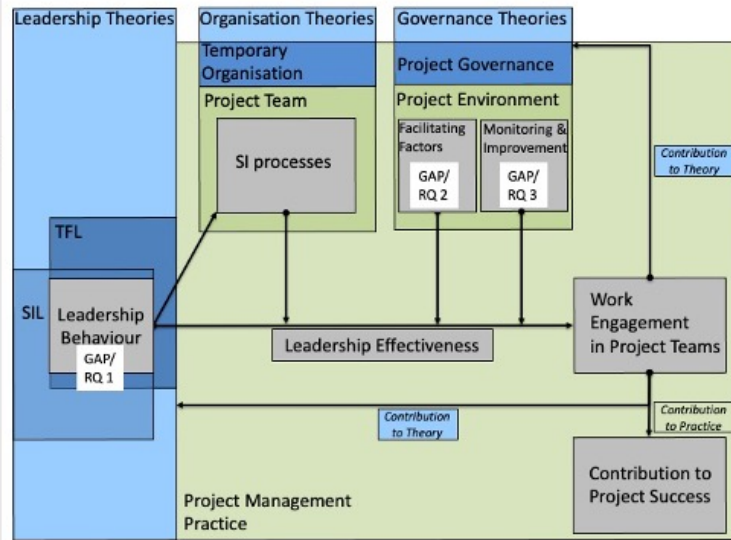 Leadership Theories
Organisation Theories
Governance Theories
Temporary
Organisation
Project Governance
Project Team
Project Environment
SI processes
Facilitating
Factors
GAP/
RQ 2
Monitoring &
Improvement
GAP/
RQ 3
Contribution
to Theory
TFL
SIL
Leadership
Behaviour
GAP/
RQ 1
Leadership Effectiveness
Work
Engagement
in Project Teams
Contribution
to Theory
Contribution
to Practice
Contribution to
Project Success
Project Management
Practice